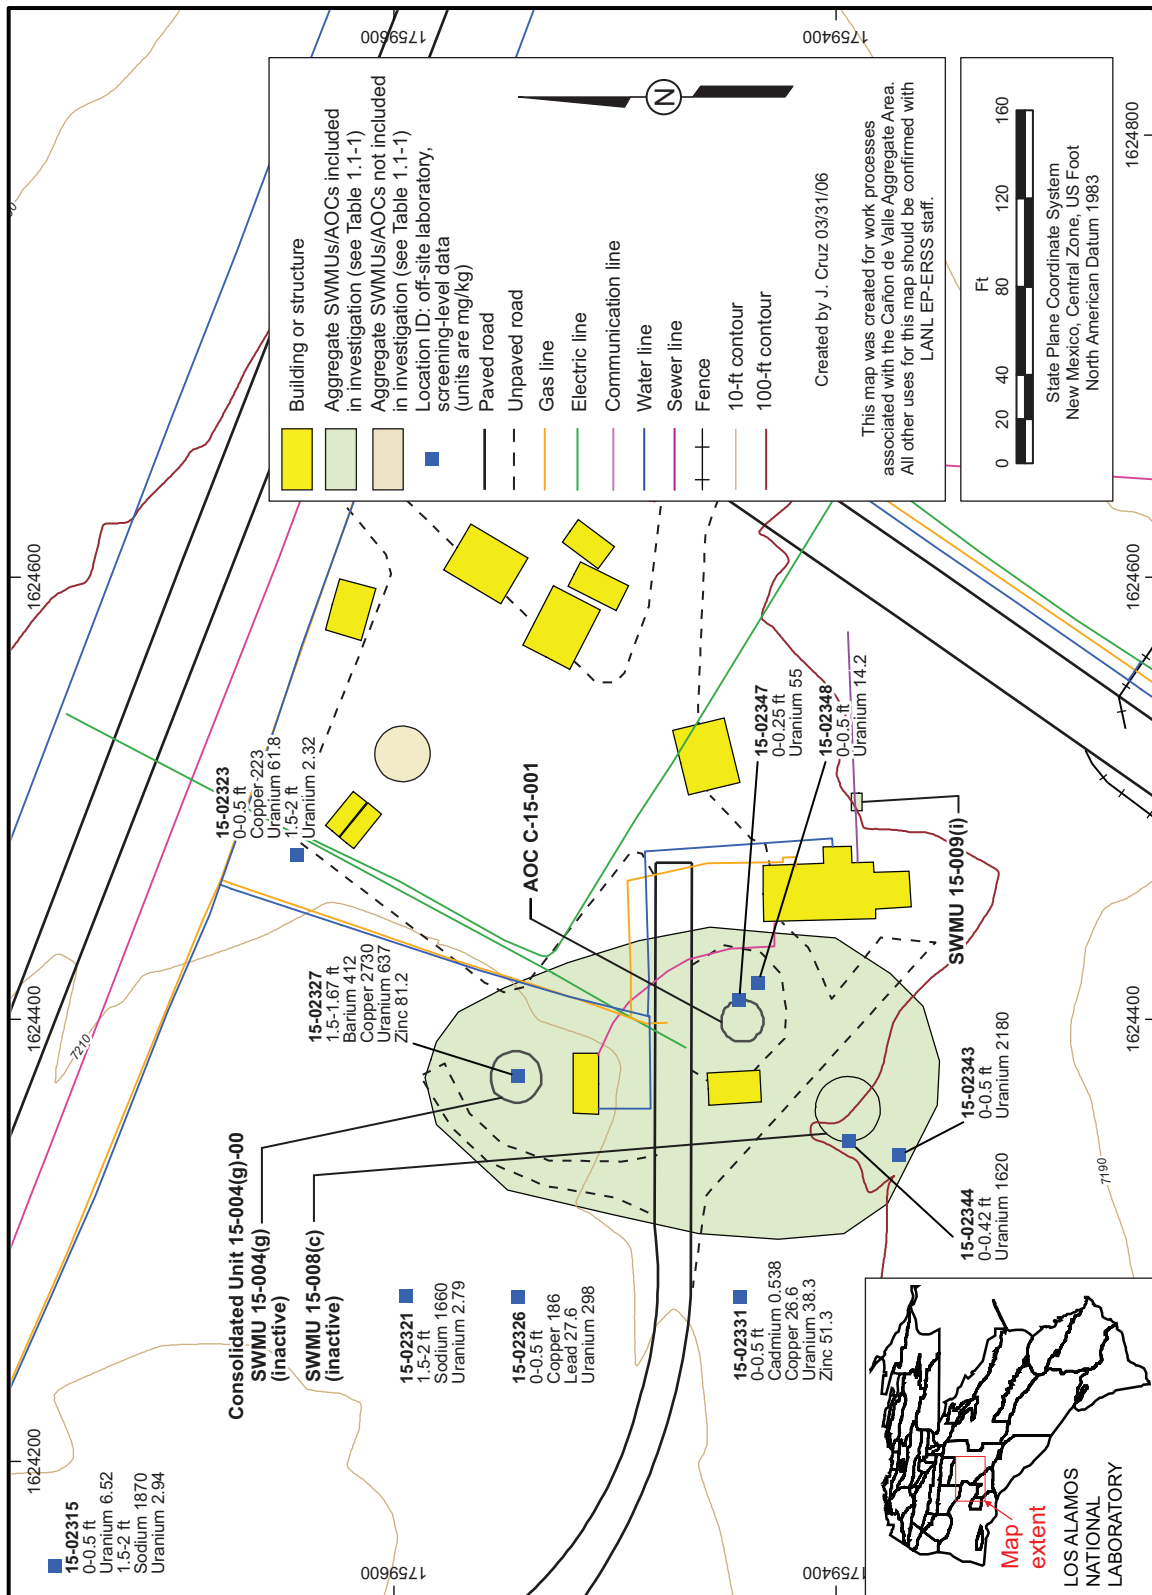 1624200
1624400
1624600
1759600
1759400
15-02315
0-0.5 ft
Uranium 6.52
1.5-2 ft
Sodium 1870
Uranium 2.94
7210
Consolidated Unit 15-004(g)-00
SWMU 15-004(g)
(inactive)
SWMU 15-008(c)
(inactive)
15-02327
1.5-1.67 ft
Barium 412
Copper 2730
Uranium 637
Zinc 81.2
15-02323
0-0.5 ft
Copper 223
Uranium 61.8
1.5-2 ft
Uranium 2.32
15-02321
1.5-2 ft
Sodium 1660
Uranium 2.79
15-02326
0-0.5 ft
Copper 186
Lead 27.6
Uranium 298
AOC C-15-001
15-02331
0-0.5 ft
Cadmium 0.538
Copper 26.6
Uranium 38.3
Zinc 51.3
15-02347
0-0.25 ft
Uranium 55
15-02348
0-0.5 ft
Uranium 14.2
15-02344
0-0.42 ft
Uranium 1620
15-02343
0-0.5 ft
Uranium 2180
SWMU 15-009(i)
7190
Building or structure
Aggregate SWMUs/AOCs included
in investigation (see Table 1.1-1)
Aggregate SWMUs/AOCs not included
in investigation (see Table 1.1-1)
Location ID: off-site laboratory,
screening-level data
(units are mg/kg)
Paved road
Unpaved road
Gas line
Electric line
Communication line
Water line
Sewer line
Fence
10-ft contour
100-ft contour
N
Created by J. Cruz 03/31/06
This map was created for work processes
associated with the Cañon de Valle Aggregate Area.
All other uses for this map should be confirmed with
LANL EP-ERSS staff.
Ft
0 20 40 80 120 160
State Plane Coordinate System
New Mexico, Central Zone, US Foot
North American Datum 1983
Map
extent
LOS ALAMOS
NATIONAL
LABORATORY
1759600
1759400
1624400
1624600
1624800